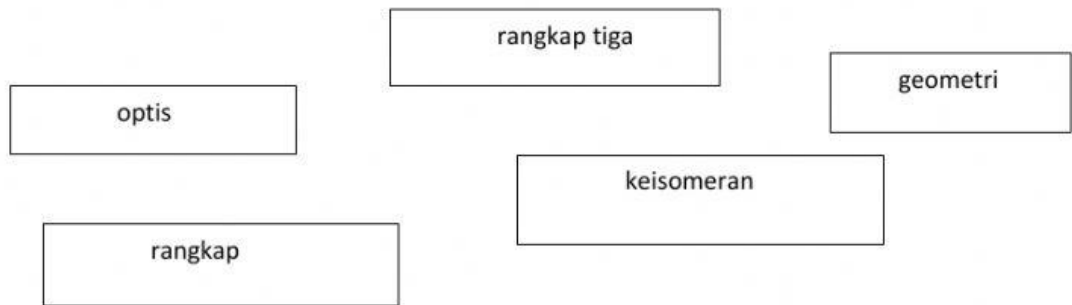 rangkap tiga
geometri
optis
keisomeran
rangkap